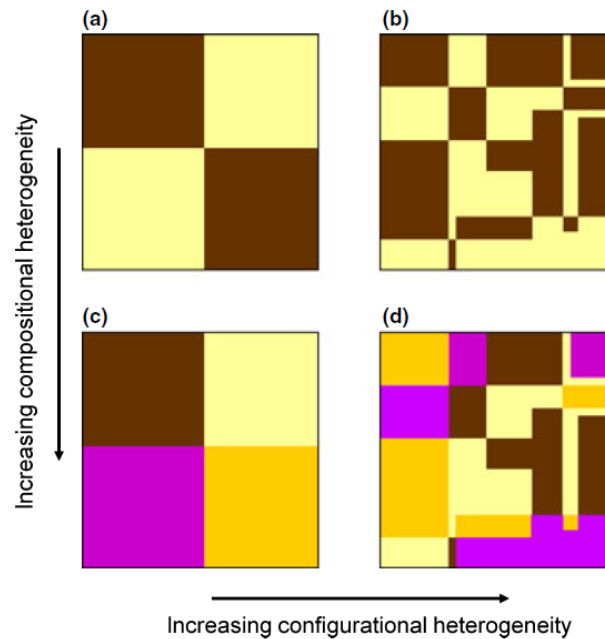 (a)
(b)
(c)
(d)
Increasing compositional heterogeneity
Increasing configurational heterogeneity